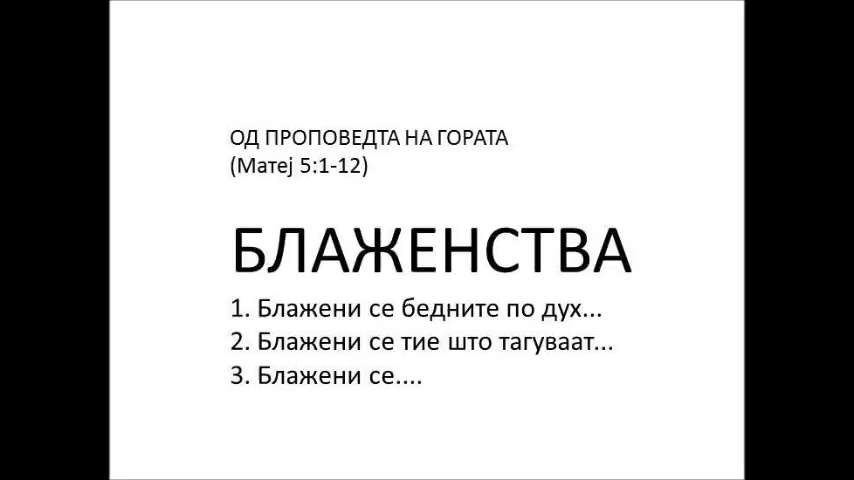 ОД ПРОПОВЕДТА НА ГОРАТА
(Матеј 5:1-12)
БЛАЖЕНСТВА
1. Блажени се бедните по дух...
2. Блажени се тие што тагуваат...
3. Блажени се....